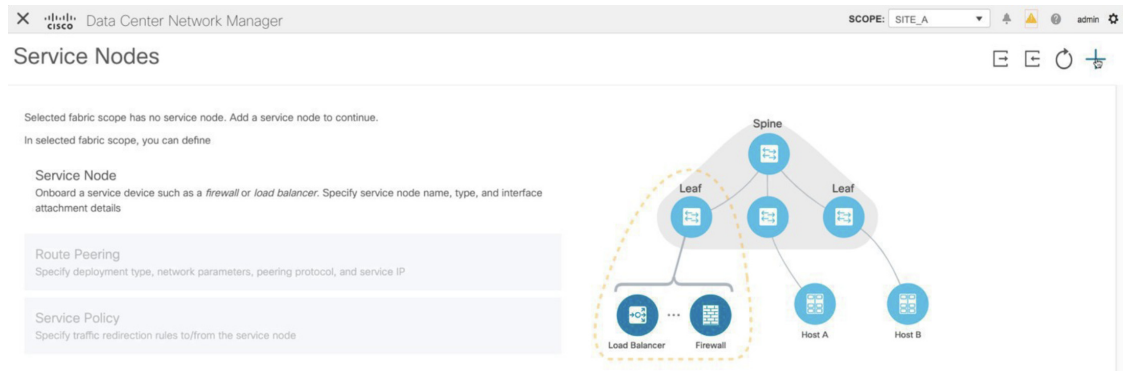 cisco Data Center Network Manager
SCOPE: SITE_A admin
Service Nodes
Selected fabric scope has no service node. Add a service node to continue.
In selected fabric scope, you can define
Service Node
Onboard a service device such as a firewall or load balancer. Specify service node name, type, and interface
attachment details
Route Peering
Specify deployment type, network parameters, peering protocol, and service IP
Service Policy
Specify traffic redirection rules to/from the service node
Spine
Leaf
Leaf
Load Balancer
...
Firewall
Host A
Host B